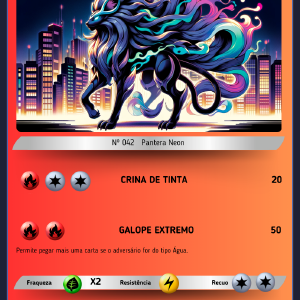 Nº 042 Pantera Neon
CRINA DE TINTA 20
GALOPE EXTREMO 50
Permite pegar mais uma carta se o adversário for do tipo Água.
Fraqueza X2 Resistência Recuo